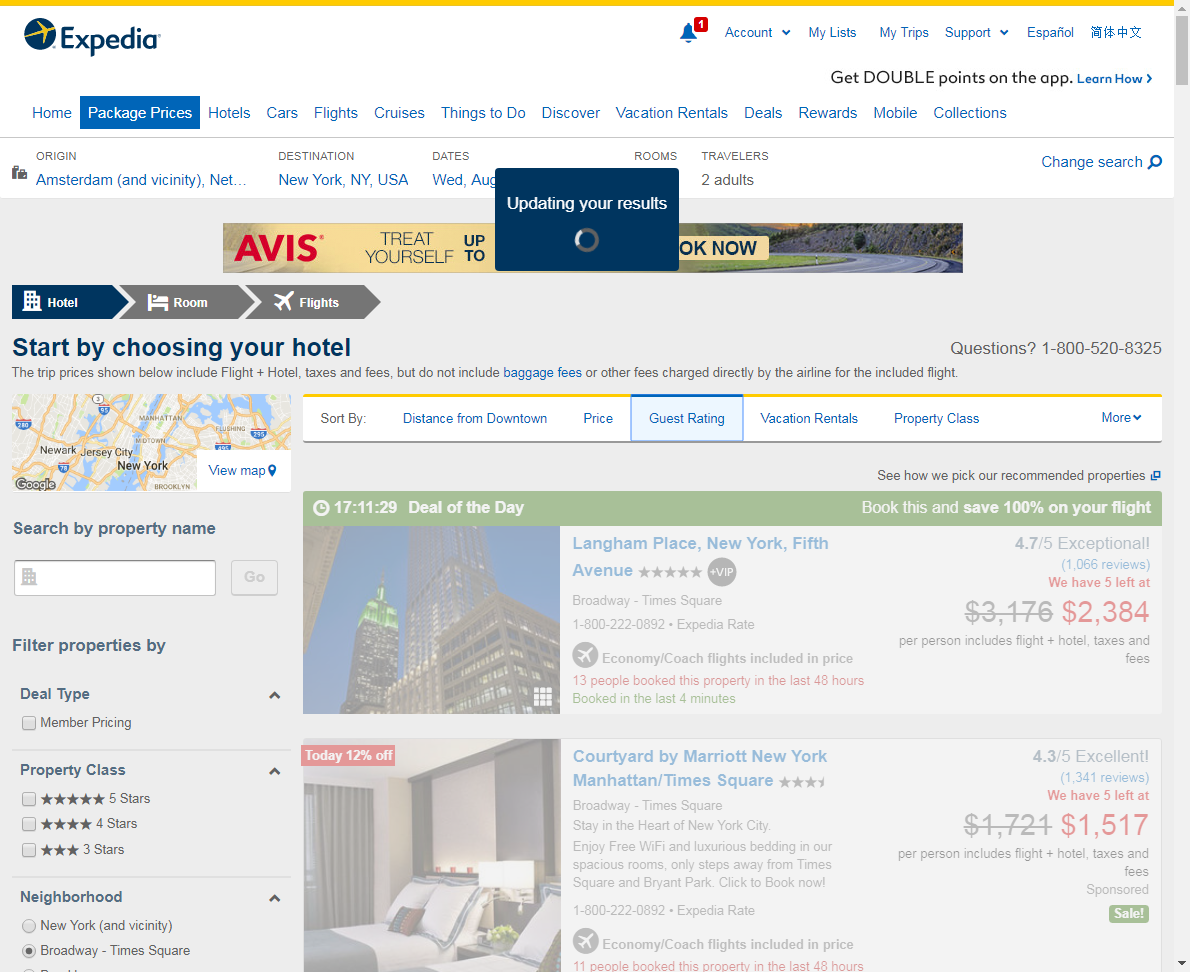 Expedia
1
Account
My Lists
My Trips
Support
Español
简体中文
Get DOUBLE points on the app. Learn How
Home
Package Prices
Hotels
Cars
Flights
Cruises
Things to Do
Discover
Vacation Rentals
Deals
Rewards
Mobile
Collections
ORIGIN
Amsterdam (and vicinity), Net…
DESTINATION
New York, NY, USA
DATES
Wed, Aug
ROOMS
TRAVELERS
2 adults
Change search
Updating your results
AVIS
TREAT
YOURSELF
UP
TO
OK NOW
Hotel
Room
Flights
Start by choosing your hotel
Questions? 1-800-520-8325
The trip prices shown below include Flight + Hotel, taxes and fees, but do not include baggage fees or other fees charged directly by the airline for the included flight.
MANHATTAN
FLUSHING
MIDTOWN
Newark
Jersey City
New York
BROOKLYN
280
3
95
295
495
78
Google
View map
Sort By:
Distance from Downtown
Price
Guest Rating
Vacation Rentals
Property Class
More
See how we pick our recommended properties
Search by property name
Go
Filter properties by
Deal Type
Member Pricing
Property Class
5 Stars
4 Stars
3 Stars
Neighborhood
New York (and vicinity)
Broadway - Times Square
17:11:29 Deal of the Day
Book this and save 100% on your flight
Langham Place, New York, Fifth
Avenue
+VIP
Broadway - Times Square
1-800-222-0892 • Expedia Rate
Economy/Coach flights included in price
13 people booked this property in the last 48 hours
Booked in the last 4 minutes
4.7/5 Exceptional!
(1,066 reviews)
We have 5 left at
$3,176 $2,384
per person includes flight + hotel, taxes and
fees
Today 12% off
Courtyard by Marriott New York
Manhattan/Times Square
Broadway - Times Square
Stay in the Heart of New York City.
Enjoy Free WiFi and luxurious bedding in our
spacious rooms, only steps away from Times
Square and Bryant Park. Click to Book now!
1-800-222-0892 • Expedia Rate
Economy/Coach flights included in price
11 people booked this property in the last 48 hours
4.3/5 Excellent!
(1,341 reviews)
We have 5 left at
$1,721 $1,517
per person includes flight + hotel, taxes and
fees
Sponsored
Sale!